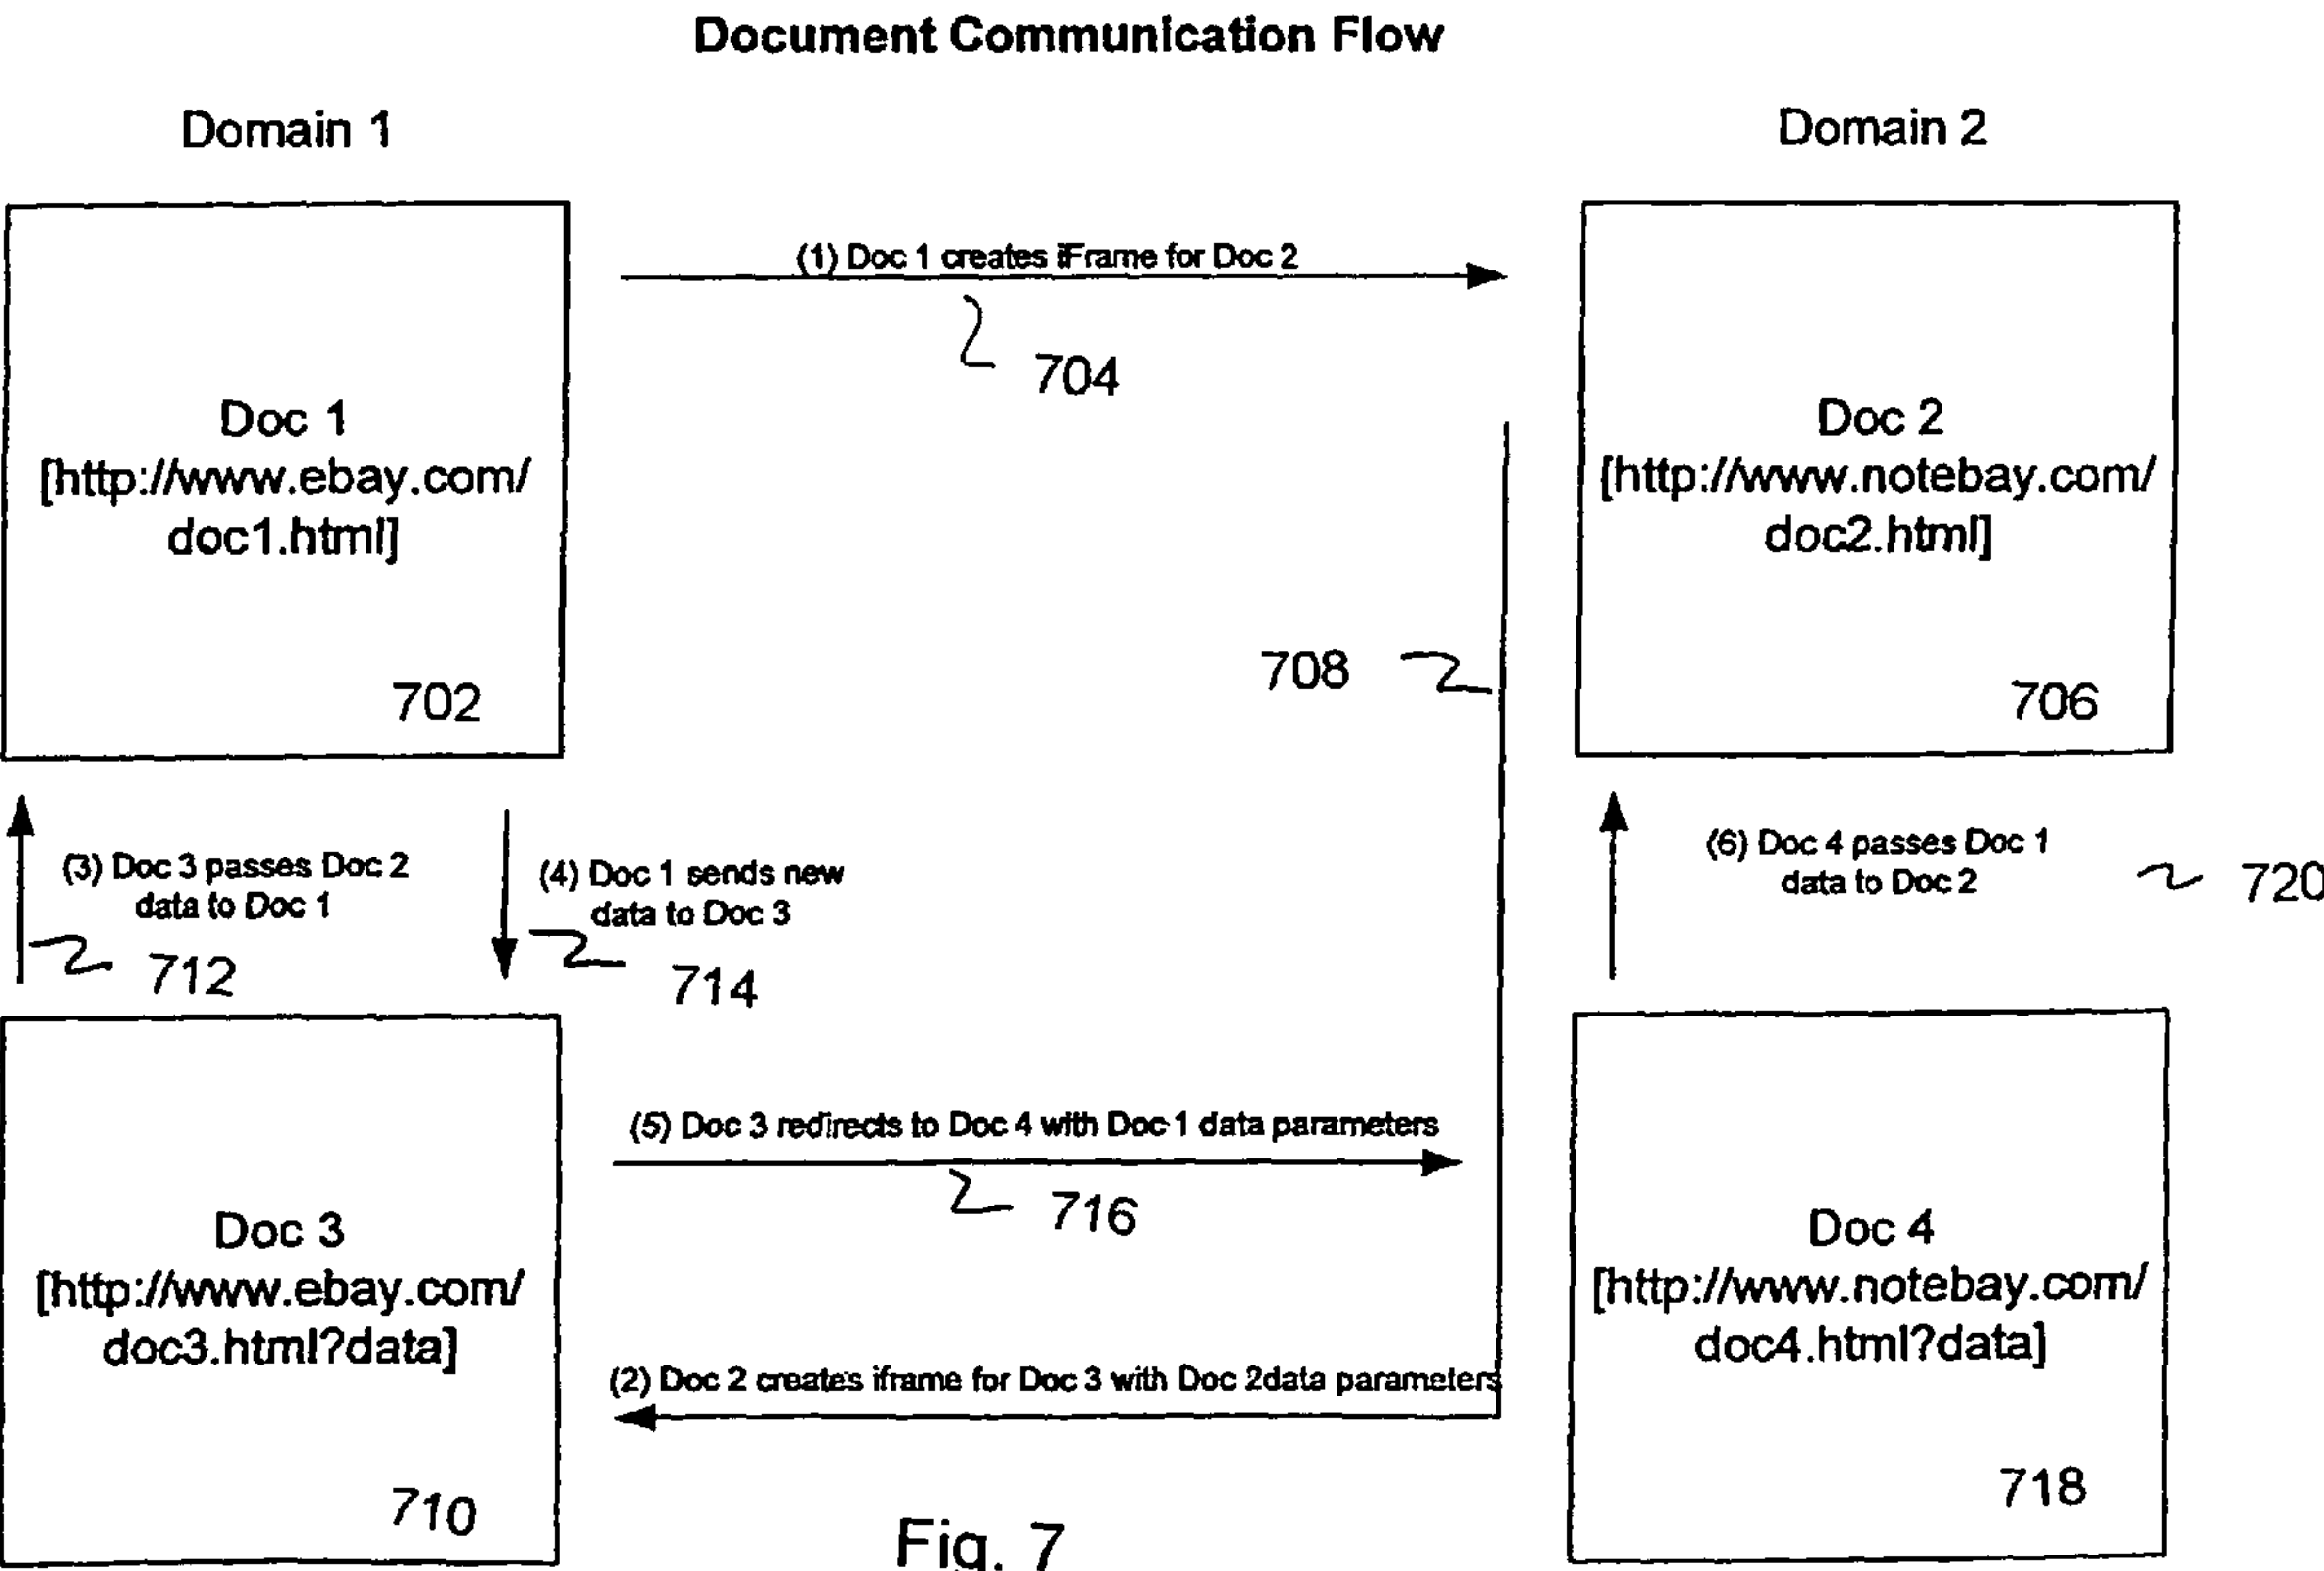 Document Communication Flow
Domain 1
Domain 2
(1) Doc 1 creates iFrame for Doc 2
704
Doc 1
[http://www.ebay.com/
doc1.html]
702
Doc 2
[http://www.notebay.com/
doc2.html]
706
708
(3) Doc 3 passes Doc 2
data to Doc 1
712
(4) Doc 1 sends new
data to Doc 3
714
(6) Doc 4 passes Doc 1
data to Doc 2
720
(5) Doc 3 redirects to Doc 4 with Doc 1 data parameters
716
Doc 3
[http://www.ebay.com/
doc3.html?data]
710
Doc 4
[http://www.notebay.com/
doc4.html?data]
718
(2) Doc 2 creates iframe for Doc 3 with Doc 2data parameters
Fig. 7